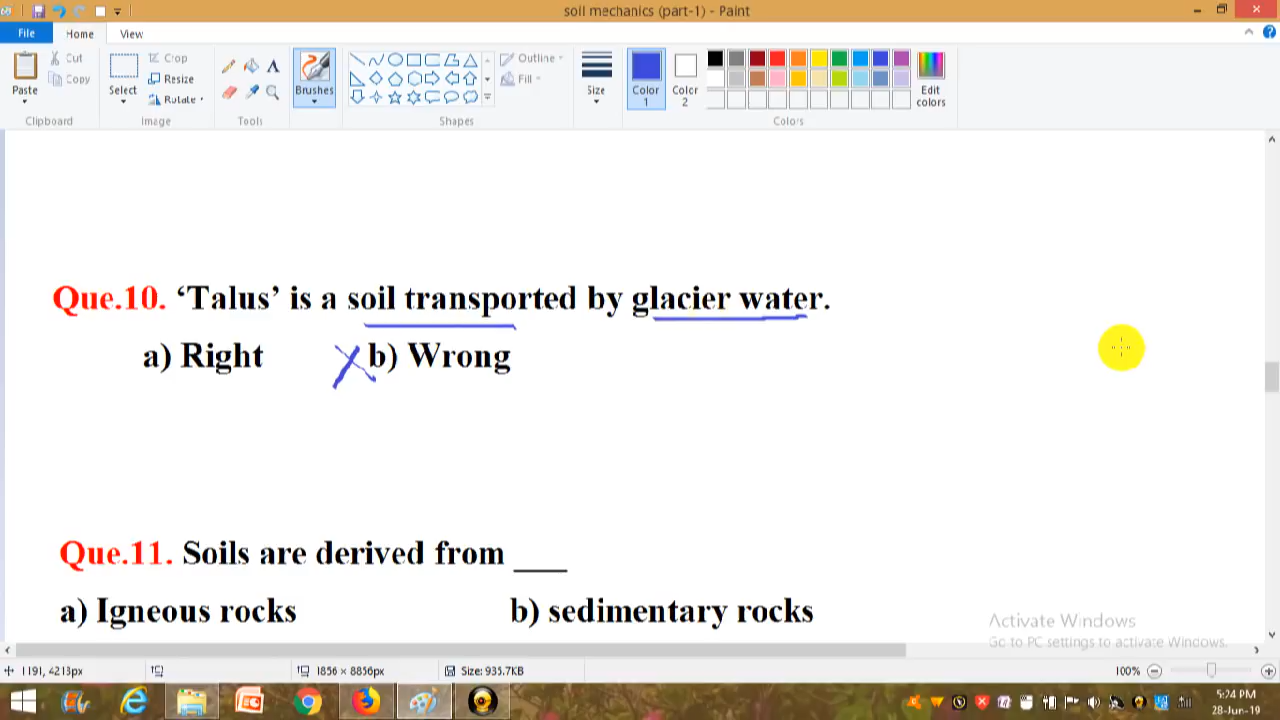 soil mechanics (part-1) - Paint
File Home View
Paste Cut Copy Select Crop Resize Rotate Brushes Outline Fill Size Color 1 Color 2 Edit colors
Clipboard Image Tools Shapes Colors
Que.10. ‘Talus’ is a soil transported by glacier water.
a) Right b) Wrong
Que.11. Soils are derived from ____
a) Igneous rocks b) sedimentary rocks
Activate Windows
Go to PC settings to activate Windows.
1191, 4213px 1856 × 8856px Size: 935.7KB 100%
5:24 PM
28-Jun-19